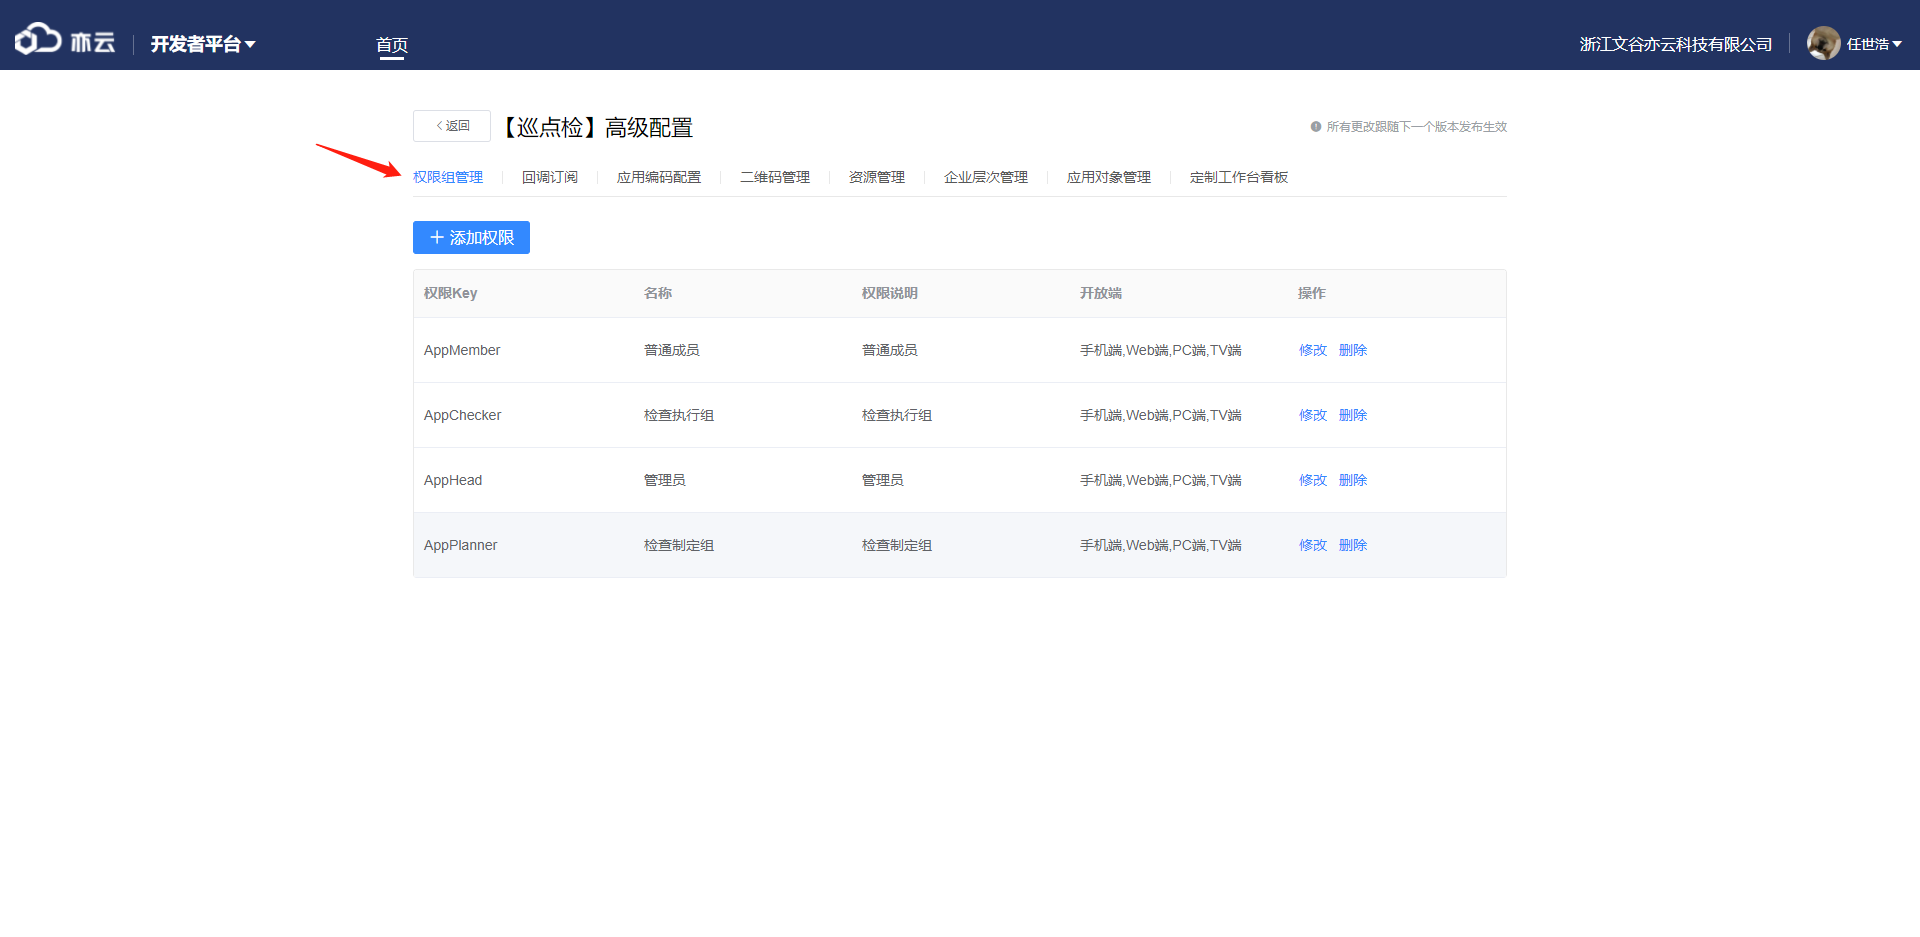 亦云 开发者平台 首页 浙江文谷亦云科技有限公司 任世浩
返回 【巡点检】高级配置 所有更改跟随下一个版本发布生效
权限组管理 回调订阅 应用编码配置 二维码管理 资源管理 企业层次管理 应用对象管理 定制工作台看板
添加权限
权限Key 名称 权限说明 开放端 操作
AppMember 普通成员 普通成员 手机端,Web端,PC端,TV端 修改 删除
AppChecker 检查执行组 检查执行组 手机端,Web端,PC端,TV端 修改 删除
AppHead 管理员 管理员 手机端,Web端,PC端,TV端 修改 删除
AppPlanner 检查制定组 检查制定组 手机端,Web端,PC端,TV端 修改 删除